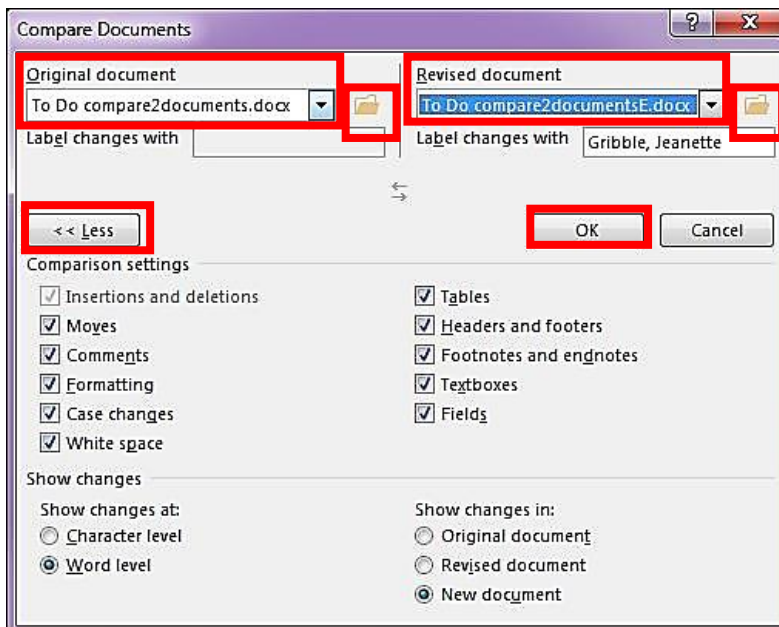 Compare Documents
Original document
Revised document
To Do compare2documents.docx
To Do compare2documentsE.docx
Label changes with
Label changes with
Gribble, Jeanette
<< Less
OK
Cancel
Comparison settings
Insertions and deletions
Moves
Comments
Formatting
Case changes
White space
Tables
Headers and footers
Footnotes and endnotes
Textboxes
Fields
Show changes
Show changes at:
Character level
Word level
Show changes in:
Original document
Revised document
New document